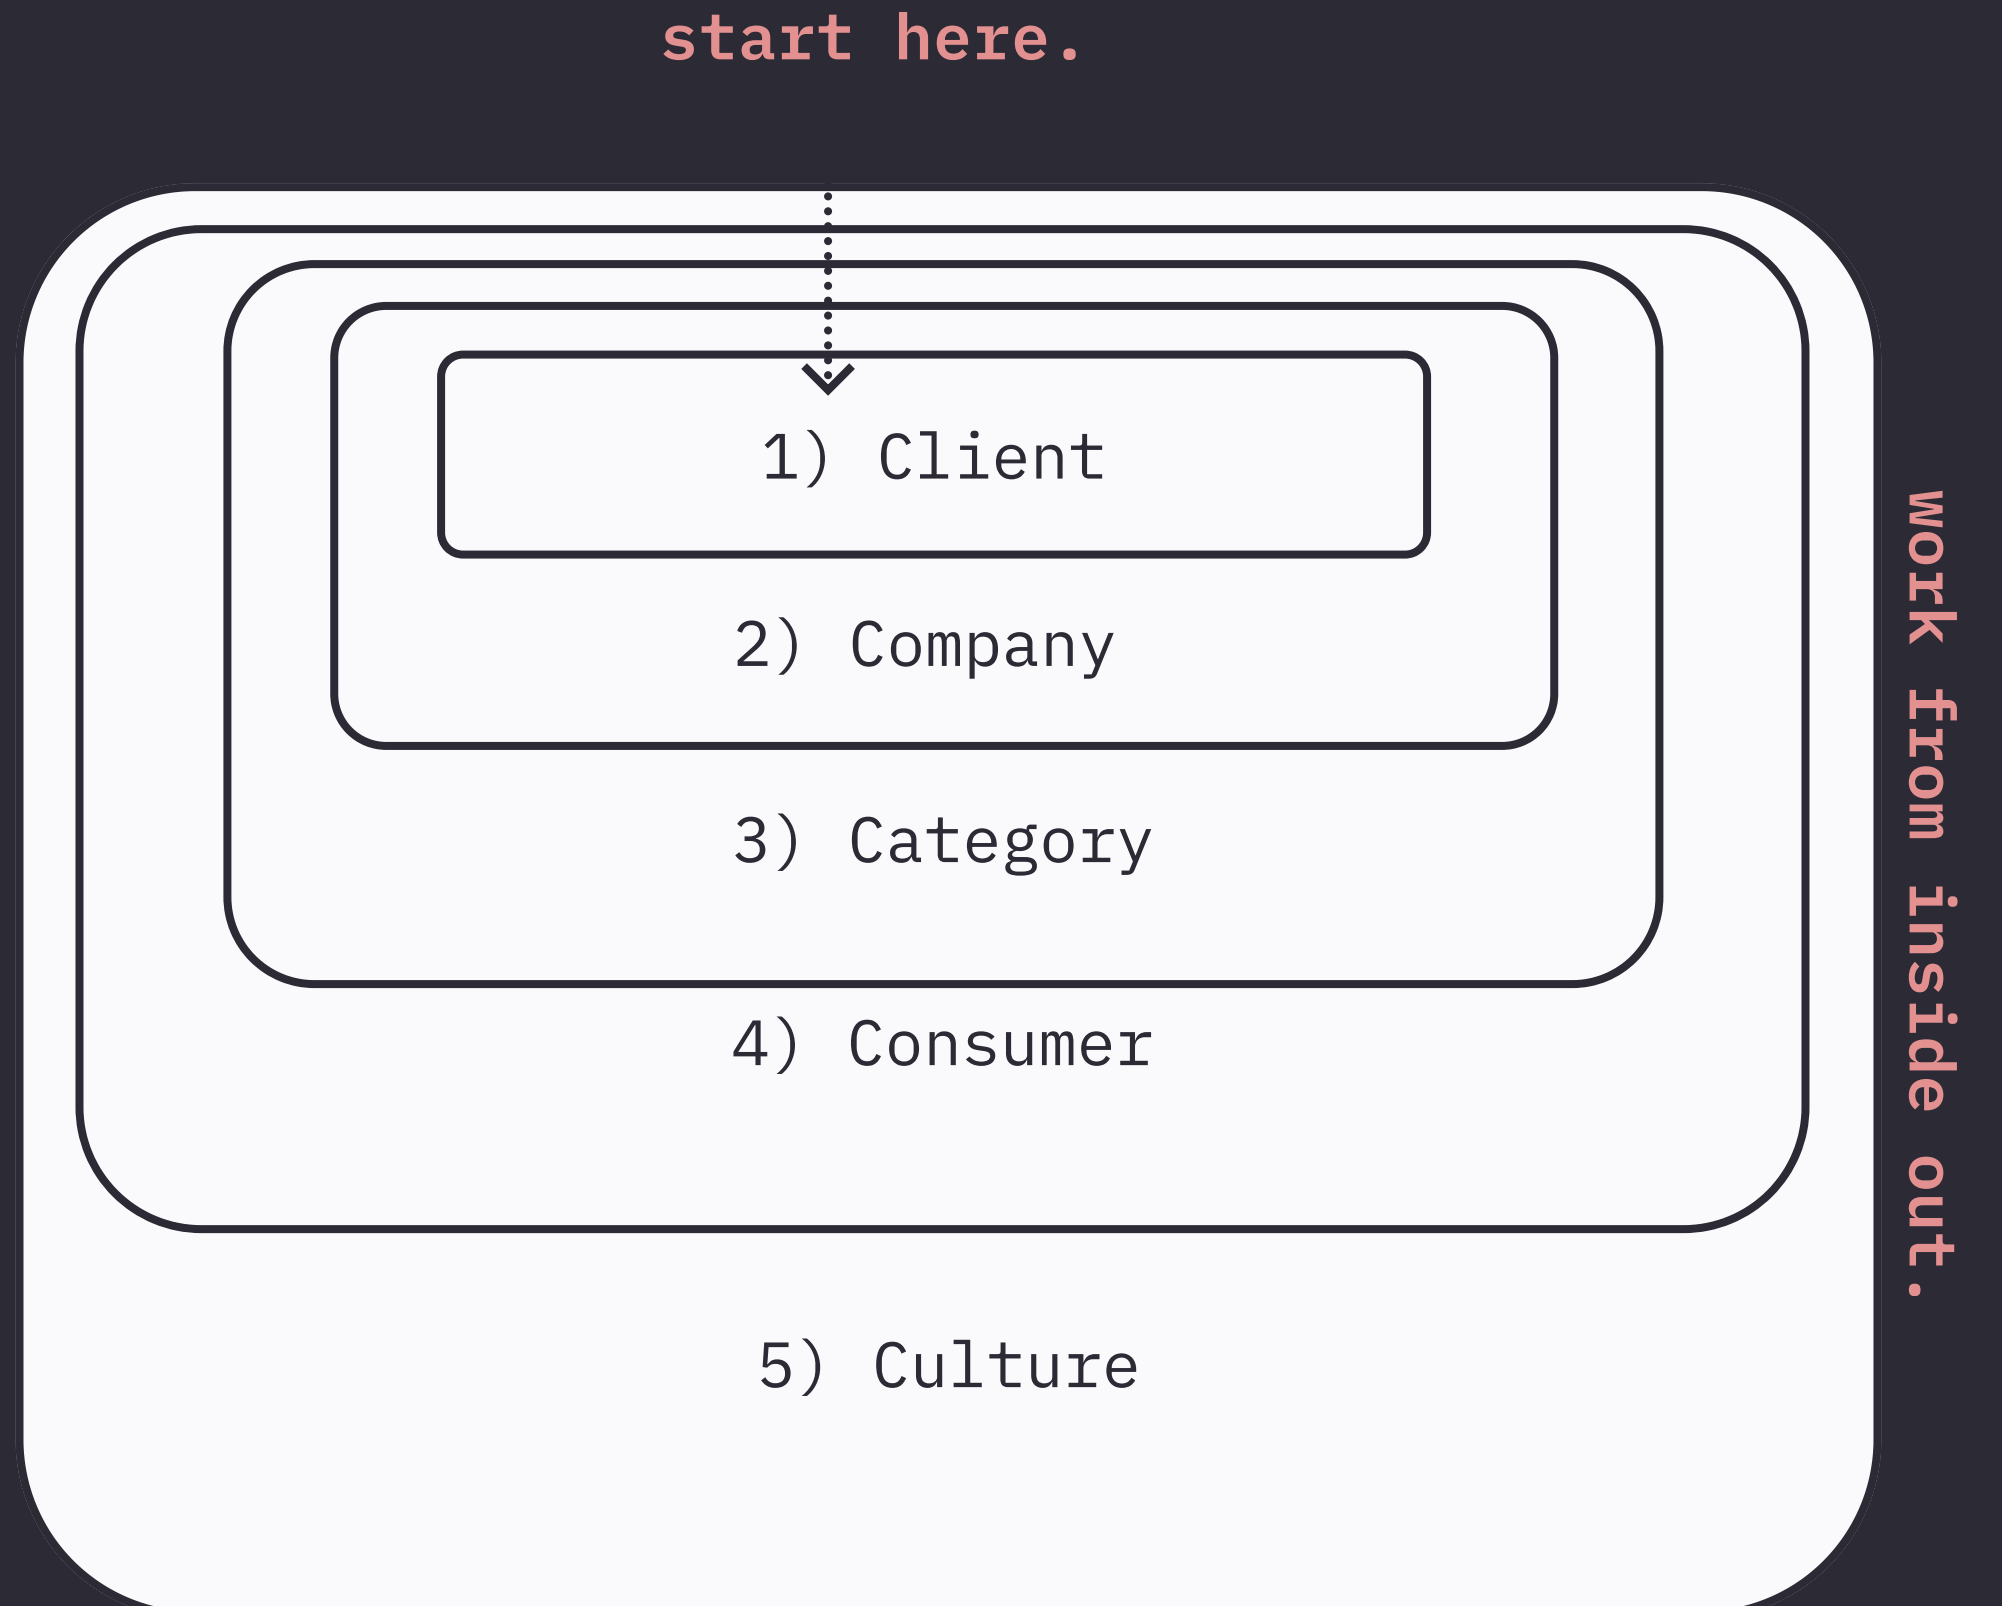 start here.
1) Client
2) Company
3) Category
4) Consumer
5) Culture
work from inside out.